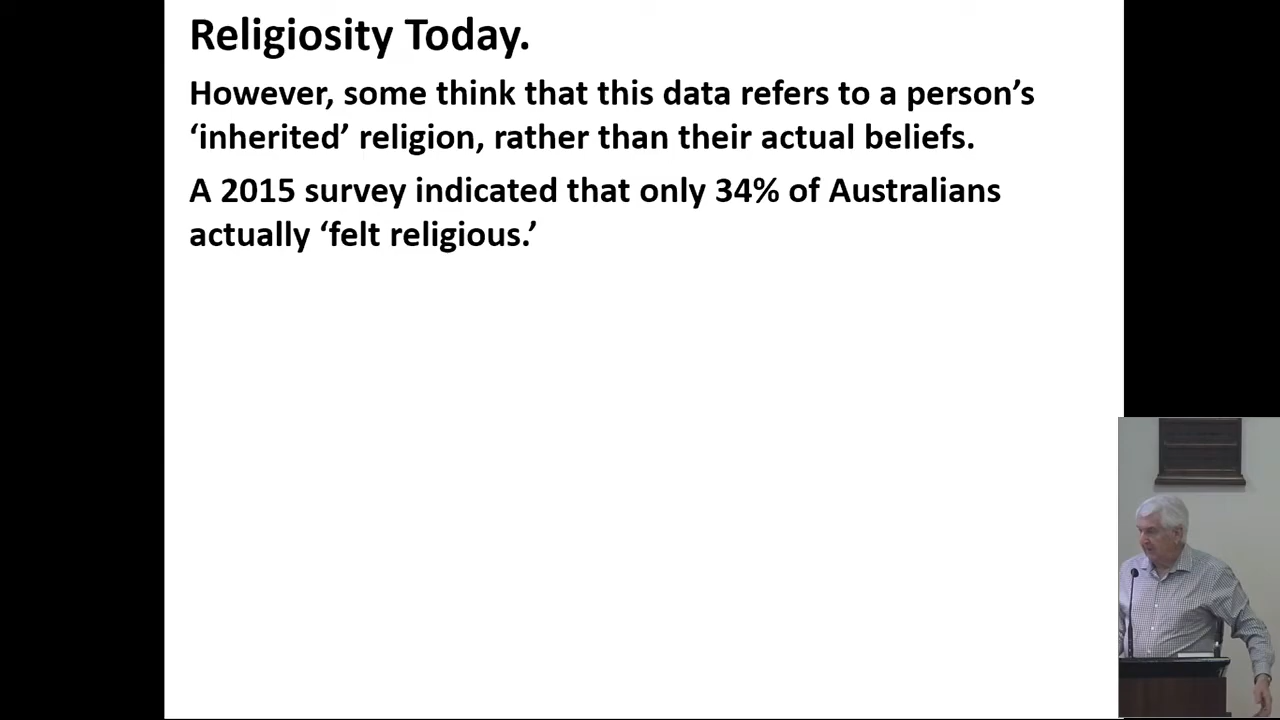 Religiosity Today.
However, some think that this data refers to a person’s
‘inherited’ religion, rather than their actual beliefs.
A 2015 survey indicated that only 34% of Australians
actually ‘felt religious.’